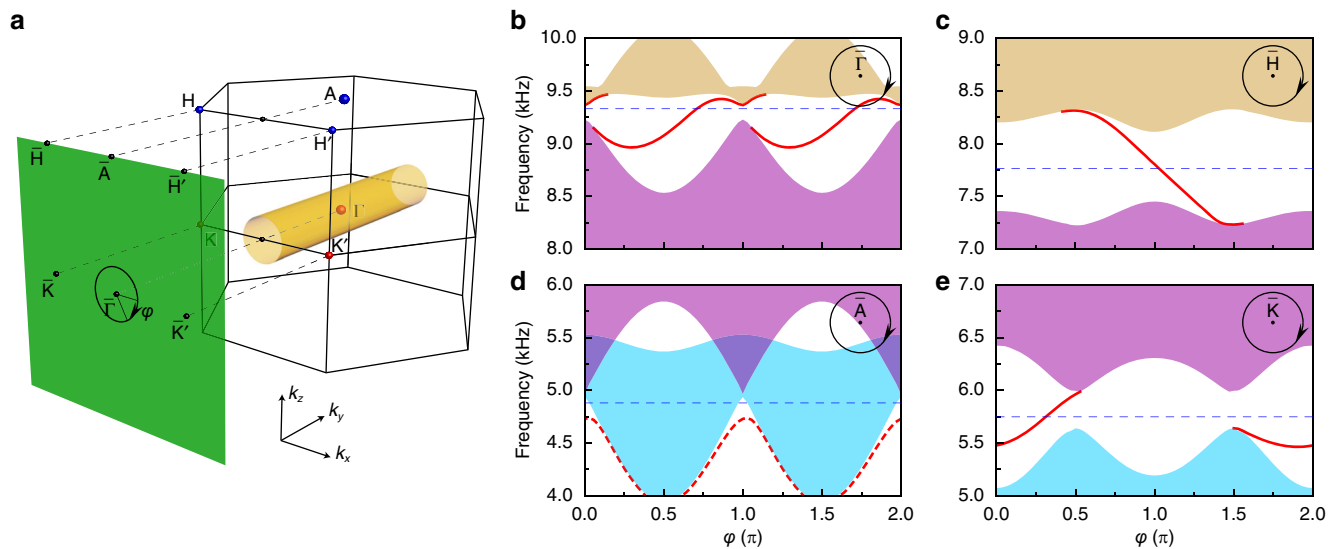 a
H
A
H′
H̅
A̅
H̅′
K
Γ
K′
K̅
Γ̅
φ
K̅′
k_z
k_y
k_x
b
10.0
9.5
9.0
8.5
8.0
Frequency (kHz)
Γ̅
c
9.0
8.5
8.0
7.5
7.0
H̅
d
6.0
5.5
5.0
4.5
4.0
Frequency (kHz)
A̅
0.0 0.5 1.0 1.5 2.0
φ (π)
e
7.0
6.5
6.0
5.5
5.0
K̅
0.0 0.5 1.0 1.5 2.0
φ (π)